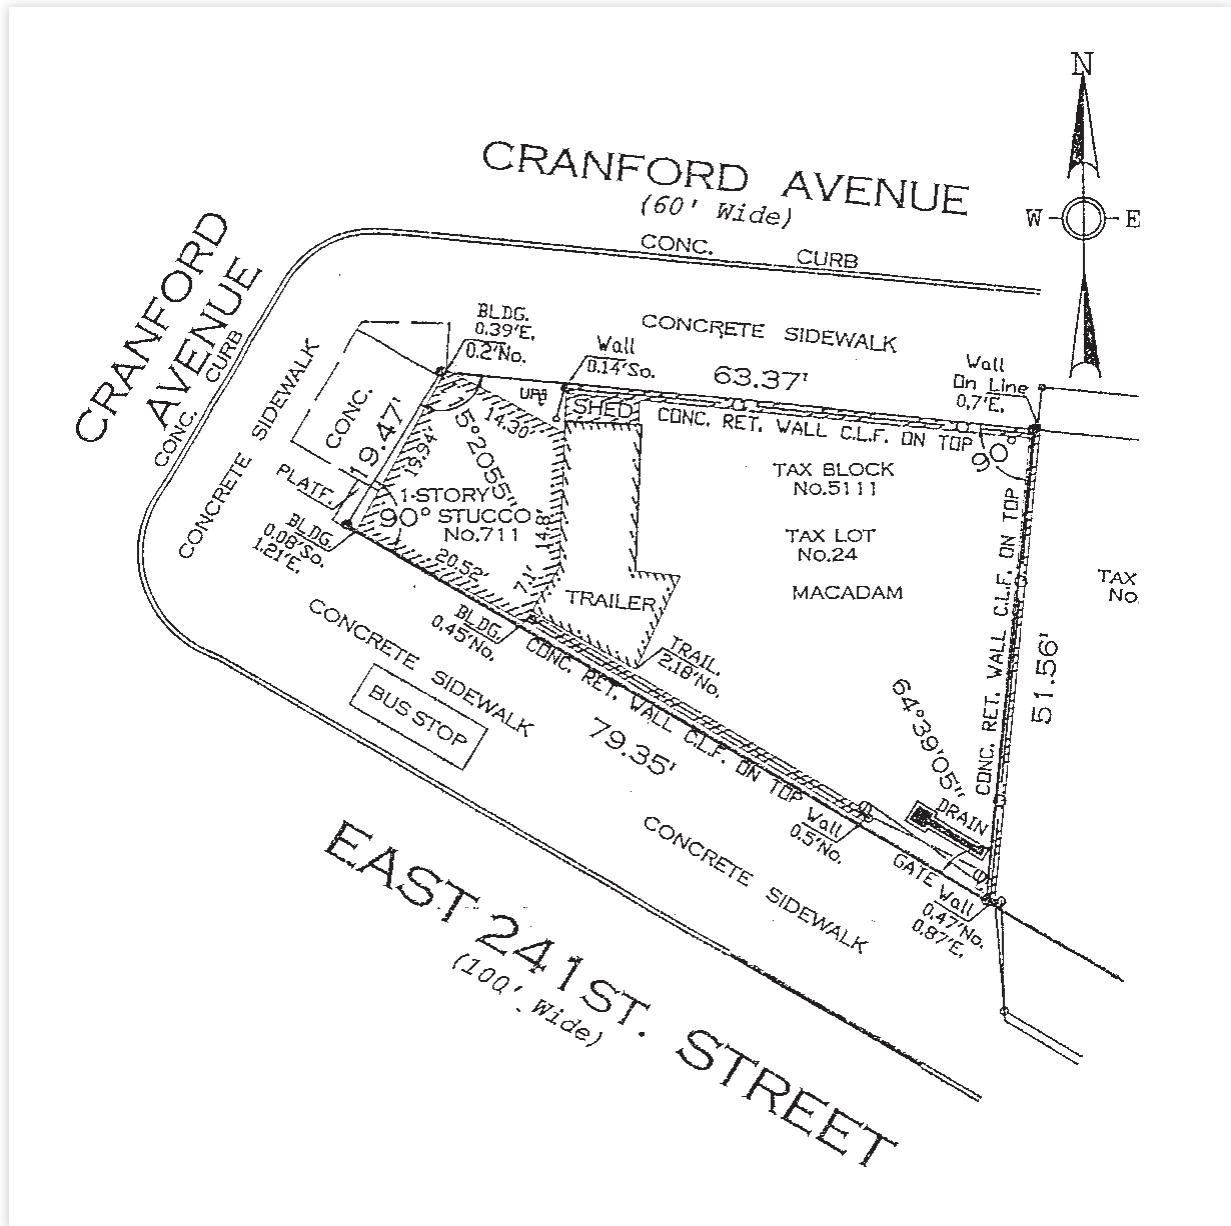 N
W
E
CRANFORD AVENUE
(60' Wide)
CONC. CURB
CRANFORD
AVENUE
CONC. CURB
CONCRETE SIDEWALK
CONCRETE SIDEWALK
BLDG.
0.39'E.
0.2'No.
Wall
0.14'So.
63.37'
Wall
On Line
0.7'E.
SHED
CONC. RET. WALL C.L.F. ON TOP
90°
CONC.
19.47'
19.94'
14.30'
5°2055"
PLATF.
1-STORY
90° STUCCO
No.711
14.8'
7.1'
20.52'
BLDG.
0.08'So.
1.21'E.
TAX BLOCK
No.5111
TAX LOT
No.24
MACADAM
TAX
No.
TRAILER
TRAIL.
2.18'No.
BLDG.
0.45'No.
CONC. RET. WALL C.L.F. ON TOP
CONC. RET. WALL C.L.F. ON TOP
51.56'
64°39'05"
79.35'
CONCRETE SIDEWALK
BUS STOP
DRAIN
Wall
0.5'No.
GATE
Wall
0.47'No.
0.87'E.
CONCRETE SIDEWALK
EAST 241ST. STREET
(100' Wide)